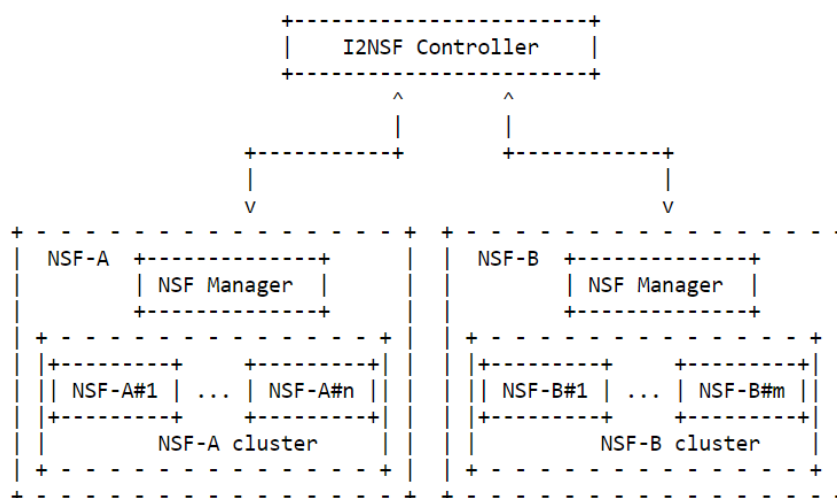 I2NSF Controller
NSF-A NSF-B
NSF Manager NSF Manager
NSF-A#1 ... NSF-A#n NSF-B#1 ... NSF-B#m
NSF-A cluster NSF-B cluster